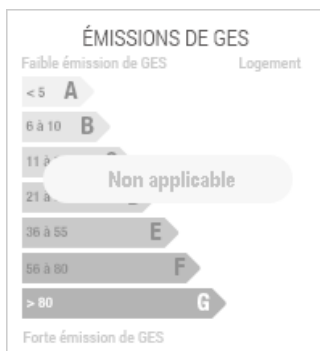 ÉMISSIONS DE GES
Faible émission de GES Logement
< 5 A
6 à 10 B
11 à
Non applicable
21 à
36 à 55 E
56 à 80 F
> 80 G
Forte émission de GES